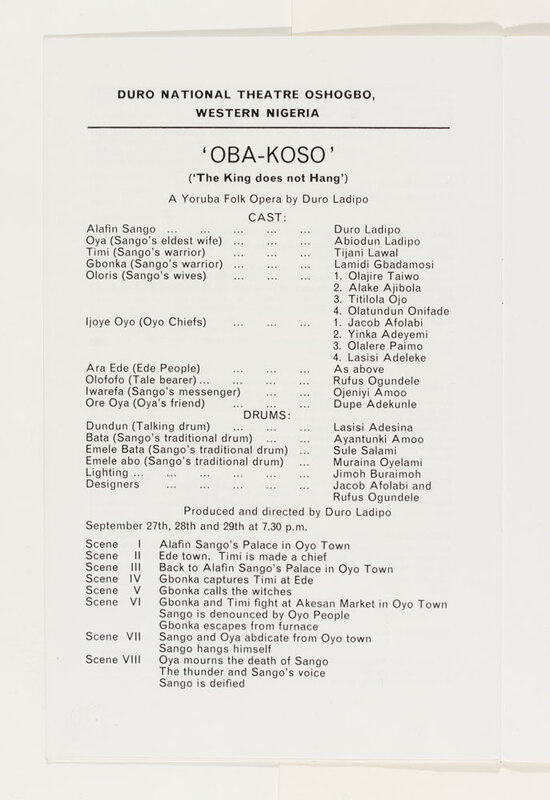 DURO NATIONAL THEATRE OSHOGBO,
WESTERN NIGERIA
'OBA-KOSO'
('The King does not Hang')
A Yoruba Folk Opera by Duro Ladipo
CAST:
Alafin Sango ... ... ... ... ... Duro Ladipo
Oya (Sango's eldest wife) ... ... ... Abiodun Ladipo
Timi (Sango's warrior) ... ... ... Tijani Lawal
Gbonka (Sango's warrior) ... ... ... Lamidi Gbadamosi
Oloris (Sango's wives) ... ... ... 1. Olajire Taiwo
2. Alake Ajibola
3. Titilola Ojo
4. Olatundun Onifade
Ijoye Oyo (Oyo Chiefs) ... ... ... 1. Jacob Afolabi
2. Yinka Adeyemi
3. Olalere Paimo
4. Lasisi Adeleke
Ara Ede (Ede People) ... ... ... As above
Olofofo (Tale bearer) ... ... ... ... Rufus Ogundele
Iwarefa (Sango's messenger) ... ... Ojeniyi Amoo
Ore Oya (Oya's friend) ... ... ... Dupe Adekunle
DRUMS:
Dundun (Talking drum) ... ... ... Lasisi Adesina
Bata (Sango's traditional drum) ... ... Ayantunki Amoo
Emele Bata (Sango's traditional drum) ... Sule Salami
Emele abo (Sango's traditional drum) ... Muraina Oyelami
Lighting ... ... ... ... ... ... Jimoh Buraimoh
Designers ... ... ... ... ... Jacob Afolabi and
Rufus Ogundele
Produced and directed by Duro Ladipo
September 27th, 28th and 29th at 7.30 p.m.
Scene I Alafin Sango's Palace in Oyo Town
Scene II Ede town. Timi is made a chief
Scene III Back to Alafin Sango's Palace in Oyo Town
Scene IV Gbonka captures Timi at Ede
Scene V Gbonka calls the witches
Scene VI Gbonka and Timi fight at Akesan Market in Oyo Town
Sango is denounced by Oyo People
Gbonka escapes from furnace
Scene VII Sango and Oya abdicate from Oyo town
Sango hangs himself
Scene VIII Oya mourns the death of Sango
The thunder and Sango's voice
Sango is deified